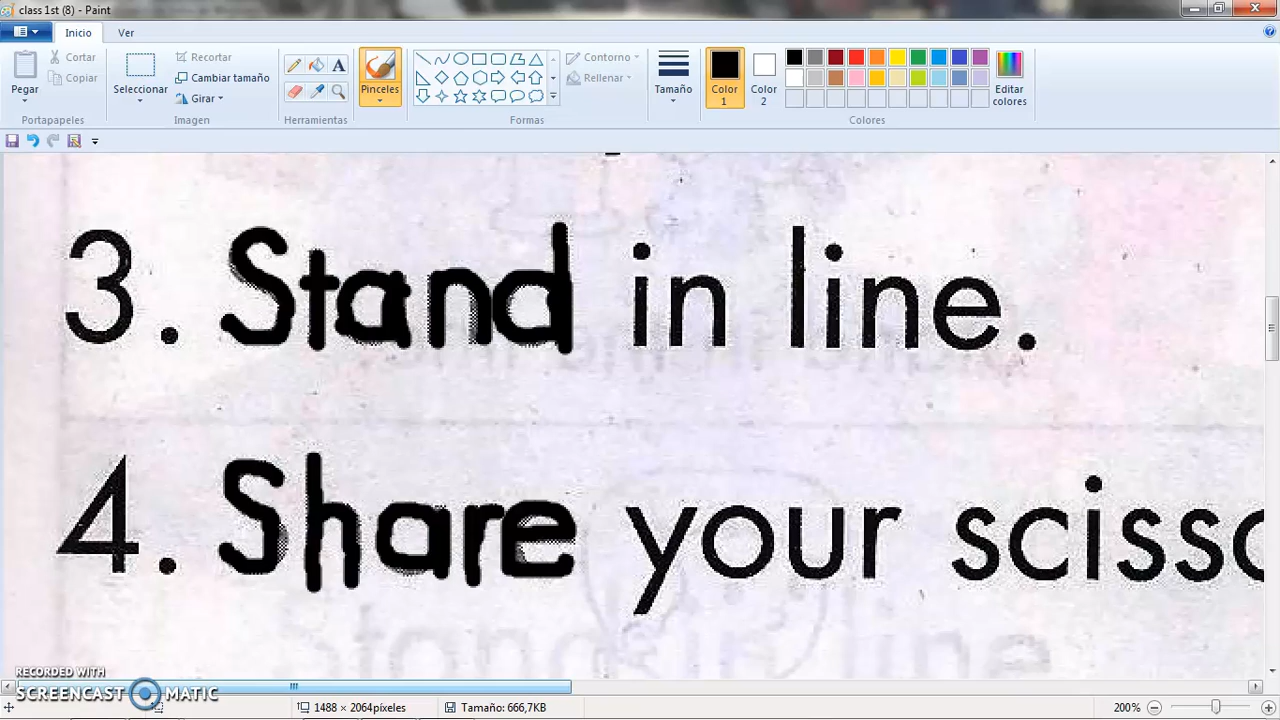 class 1st (8) - Paint
Inicio Ver
Pegar
Cortar
Copiar
Portapapeles
Seleccionar
Recortar
Cambiar tamaño
Girar
Imagen
Herramientas
Pinceles
Contorno
Rellenar
Formas
Tamaño
Color 1
Color 2
Editar colores
Colores
3. Stand in line.
4. Share your scisso
RECORDED WITH
SCREENCAST MATIC
1488 × 2064píxeles
Tamaño: 666,7KB
200%